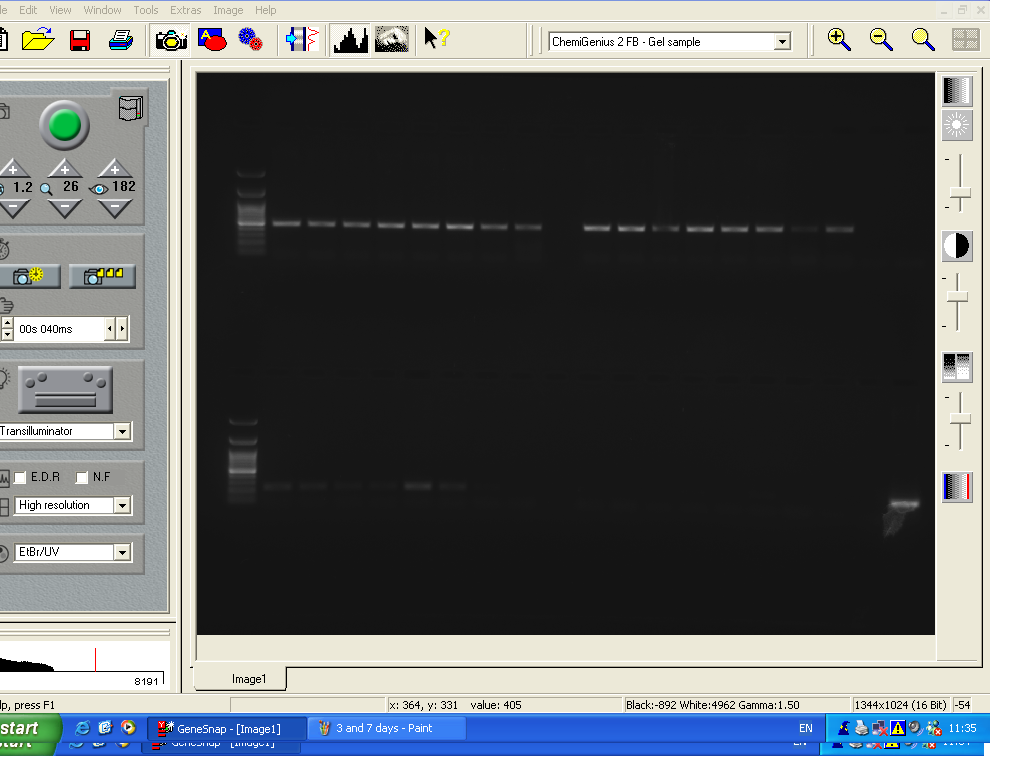 Edit View Window Tools Extras Image Help
ChemiGenius 2 FB - Gel sample
1.2 26 182
00s 040ms
Transilluminator
E.D.R N.F
High resolution
EtBr/UV
8191
Image1
lp, press F1
x: 364, y: 331 value: 405
Black:-892 White:4962 Gamma:1.50
1344x1024 (16 Bit) -54
start
GeneSnap - [Image1]
3 and 7 days - Paint
EN
11:35